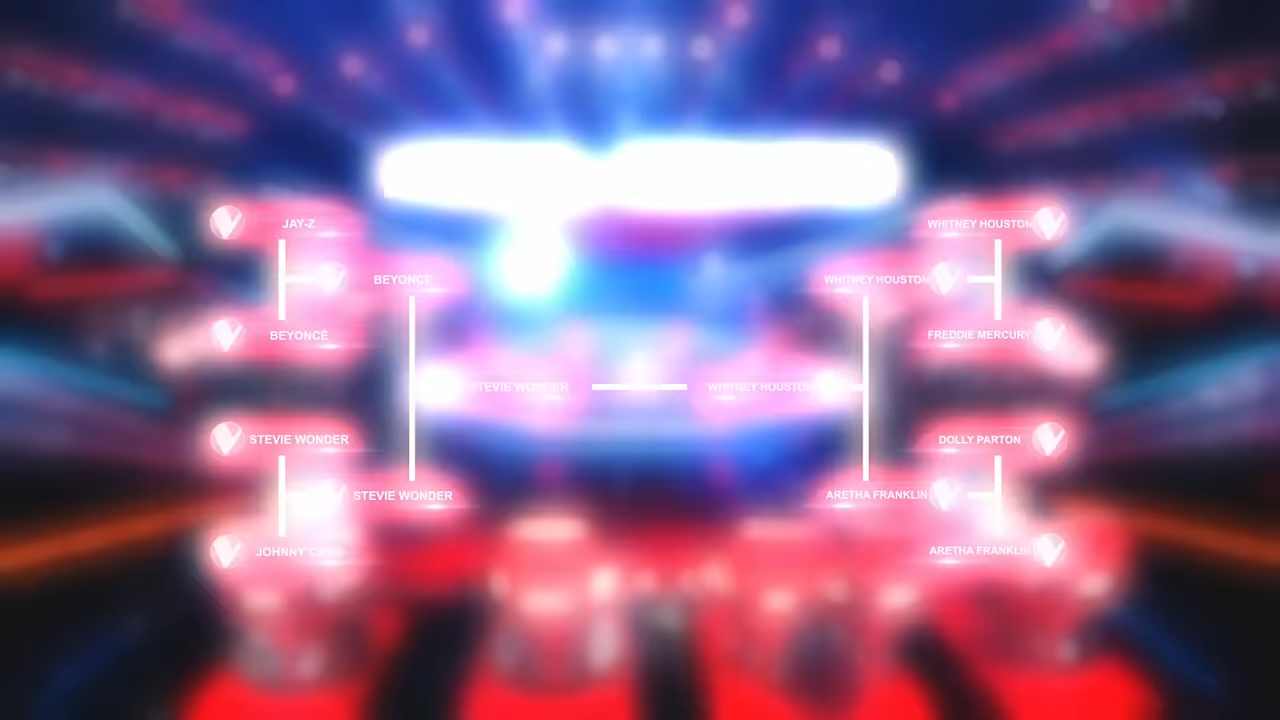 JAY-Z
WHITNEY HOUSTON
BEYONCE
WHITNEY HOUSTON
BEYONCÉ
FREDDIE MERCURY
STEVIE WONDER
WHITNEY HOUSTON
STEVIE WONDER
DOLLY PARTON
STEVIE WONDER
ARETHA FRANKLIN
JOHNNY
ARETHA FRANKLIN